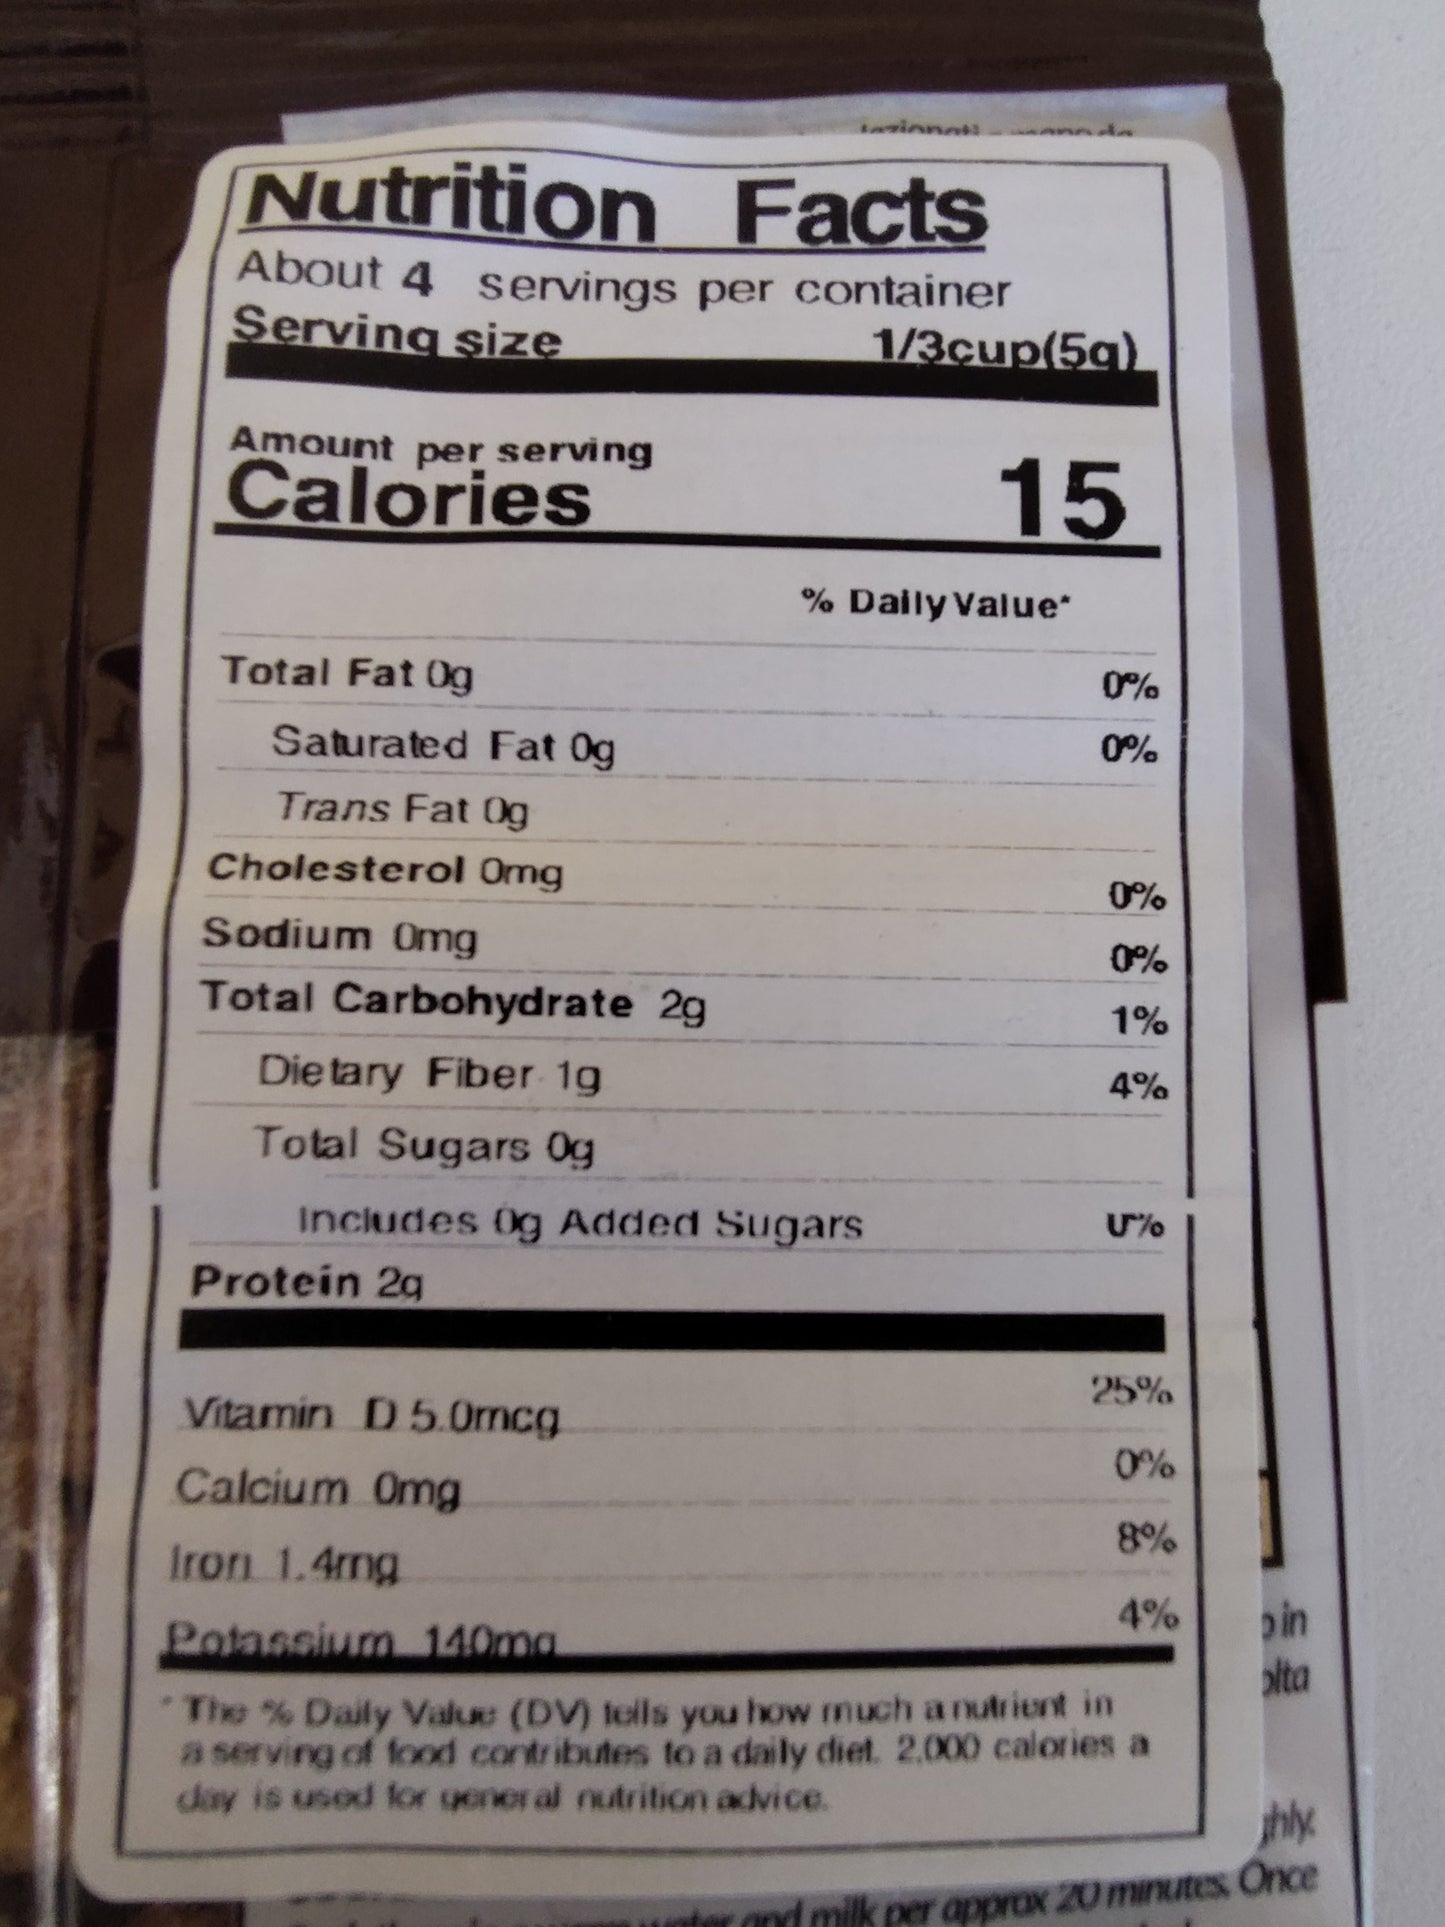 Nutrition Facts
About 4 servings per container
Serving size 1/3cup(5g)
Amount per serving
Calories 15
% Daily Value*
Total Fat 0g 0%
Saturated Fat 0g 0%
Trans Fat 0g
Cholesterol 0mg 0%
Sodium 0mg 0%
Total Carbohydrate 2g 1%
Dietary Fiber 1g 4%
Total Sugars 0g
Includes 0g Added Sugars 0%
Protein 2g
Vitamin D 5.0mcg 25%
Calcium 0mg 0%
Iron 1.4mg 8%
Potassium 140mg 4%
* The % Daily Value (DV) tells you how much a nutrient in
a serving of food contributes to a daily diet. 2,000 calories a
day is used for general nutrition advice.
water and milk per approx 20 minutes. Once